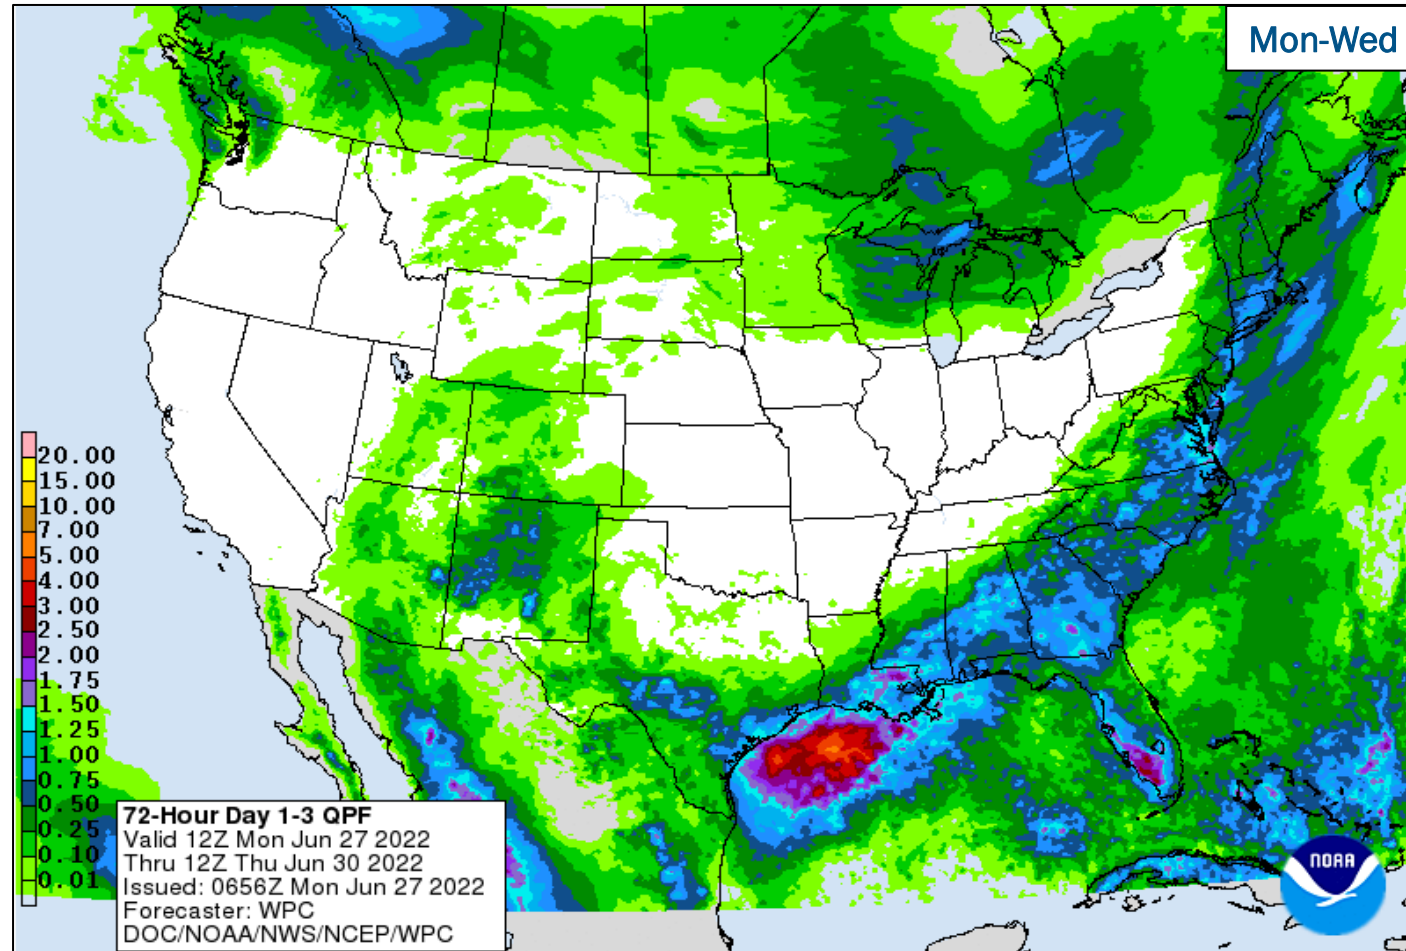 Mon-Wed
20.00
15.00
10.00
7.00
5.00
4.00
3.00
2.50
2.00
1.75
1.50
1.25
1.00
0.75
0.50
0.25
0.10
0.01
72-Hour Day 1-3 QPF
Valid 12Z Mon Jun 27 2022
Thru 12Z Thu Jun 30 2022
Issued: 0656Z Mon Jun 27 2022
Forecaster: WPC
DOC/NOAA/NWS/NCEP/WPC
NOAA